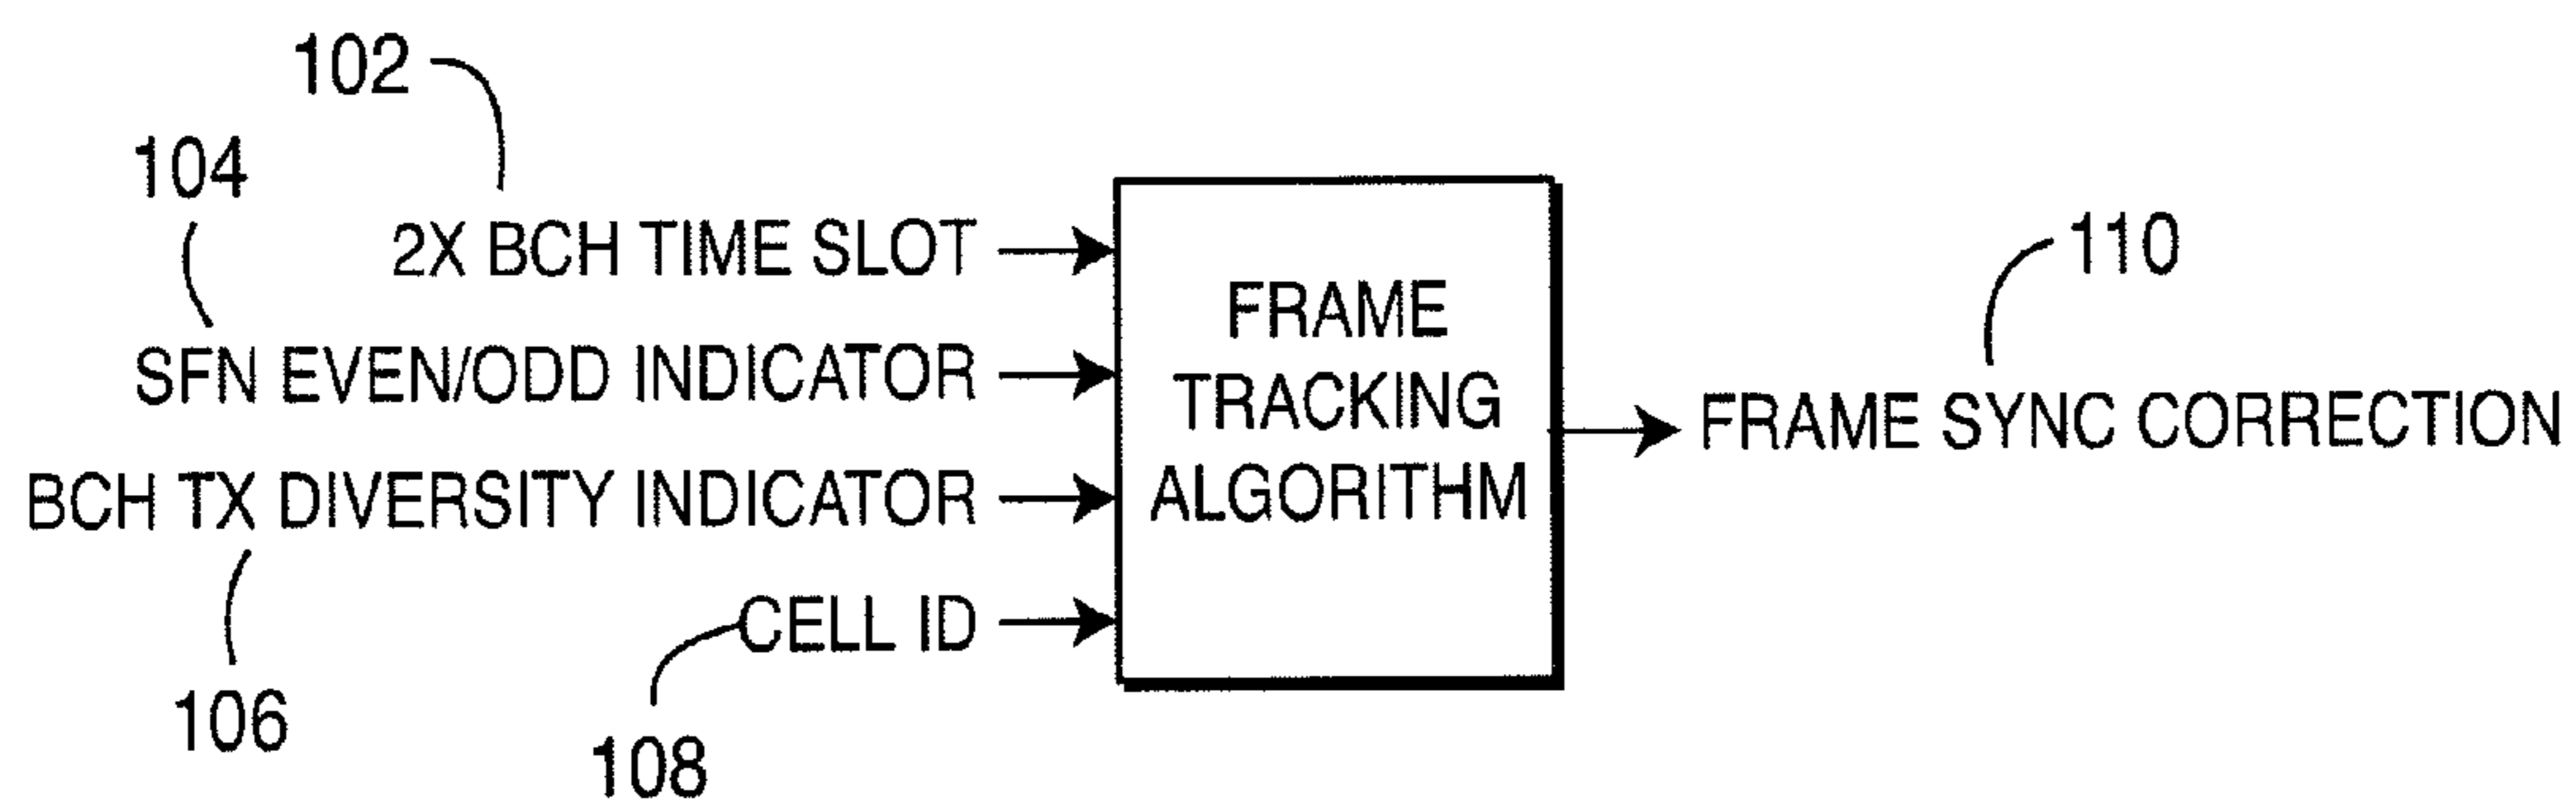 102
104
2X BCH TIME SLOT
SFN EVEN/ODD INDICATOR
BCH TX DIVERSITY INDICATOR
CELL ID
106
108
FRAME
TRACKING
ALGORITHM
110
FRAME SYNC CORRECTION